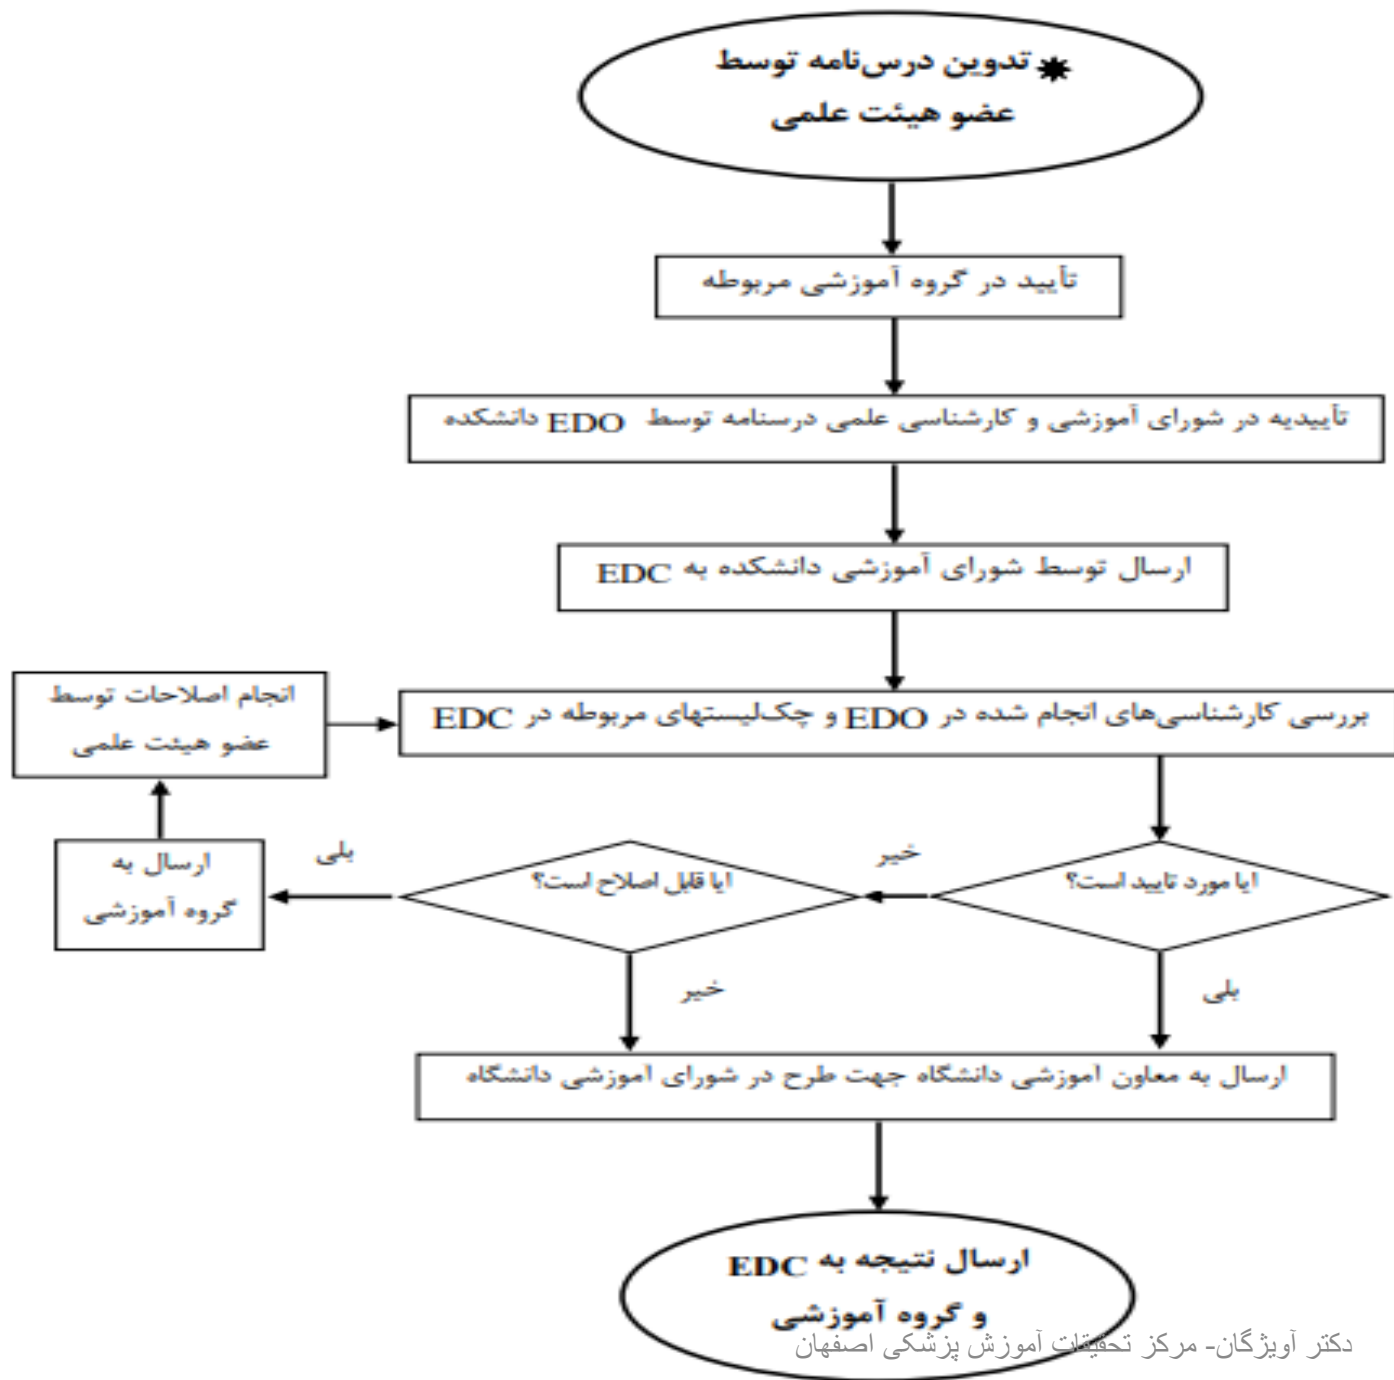 تدوین درس‌نامه توسط
عضو هیئت علمی
تأیید در گروه آموزشی مربوطه
تأییدیه در شورای آموزشی و کارشناسی علمی درسنامه توسط EDO دانشکده
ارسال توسط شورای آموزشی دانشکده به EDC
انجام اصلاحات توسط
عضو هیئت علمی
بررسی کارشناسی‌های انجام شده در EDO و چک‌لیستهای مربوطه در EDC
ارسال به
گروه آموزشی
بلی
ایا قابل اصلاح است؟
خیر
ایا مورد تایید است؟
خیر
بلی
ارسال به معاون آموزشی دانشگاه جهت طرح در شورای آموزشی دانشگاه
ارسال نتیجه به EDC
و گروه آموزشی
دکتر آویژگان- مرکز تحقیقات آموزش پزشکی اصفهان